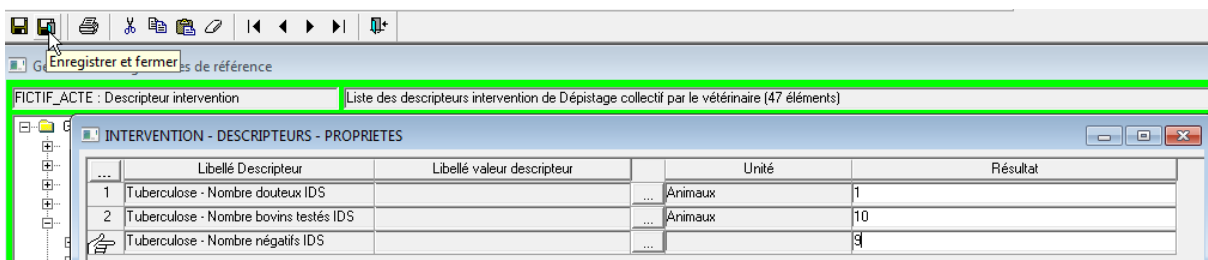 Enregistrer et fermer
es de référence
FICTIF_ACTE : Descripteur intervention
Liste des descripteurs intervention de Dépistage collectif par le vétérinaire (47 éléments)
INTERVENTION - DESCRIPTEURS - PROPRIETES
... Libellé Descripteur Libellé valeur descripteur Unité Résultat
1 Tuberculose - Nombre douteux IDS ... Animaux 1
2 Tuberculose - Nombre bovins testés IDS ... Animaux 10
Tuberculose - Nombre négatifs IDS ... 9